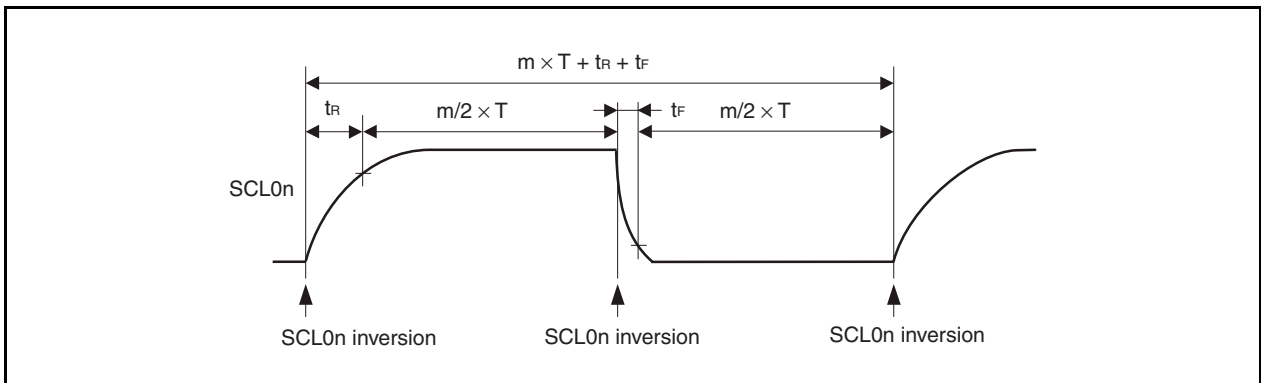 m × T + tR + tF
tR
m/2 × T
tF
m/2 × T
SCL0n
SCL0n inversion
SCL0n inversion
SCL0n inversion